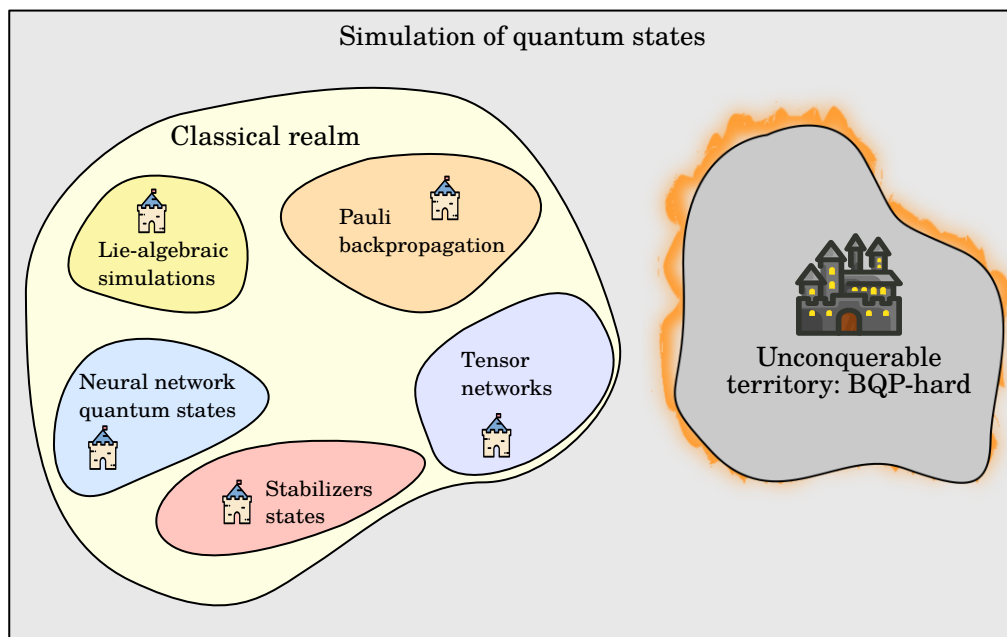 Simulation of quantum states
Classical realm
Pauli
backpropagation
Lie-algebraic
simulations
Neural network
quantum states
Tensor
networks
Stabilizers
states
Unconquerable
territory: BQP-hard